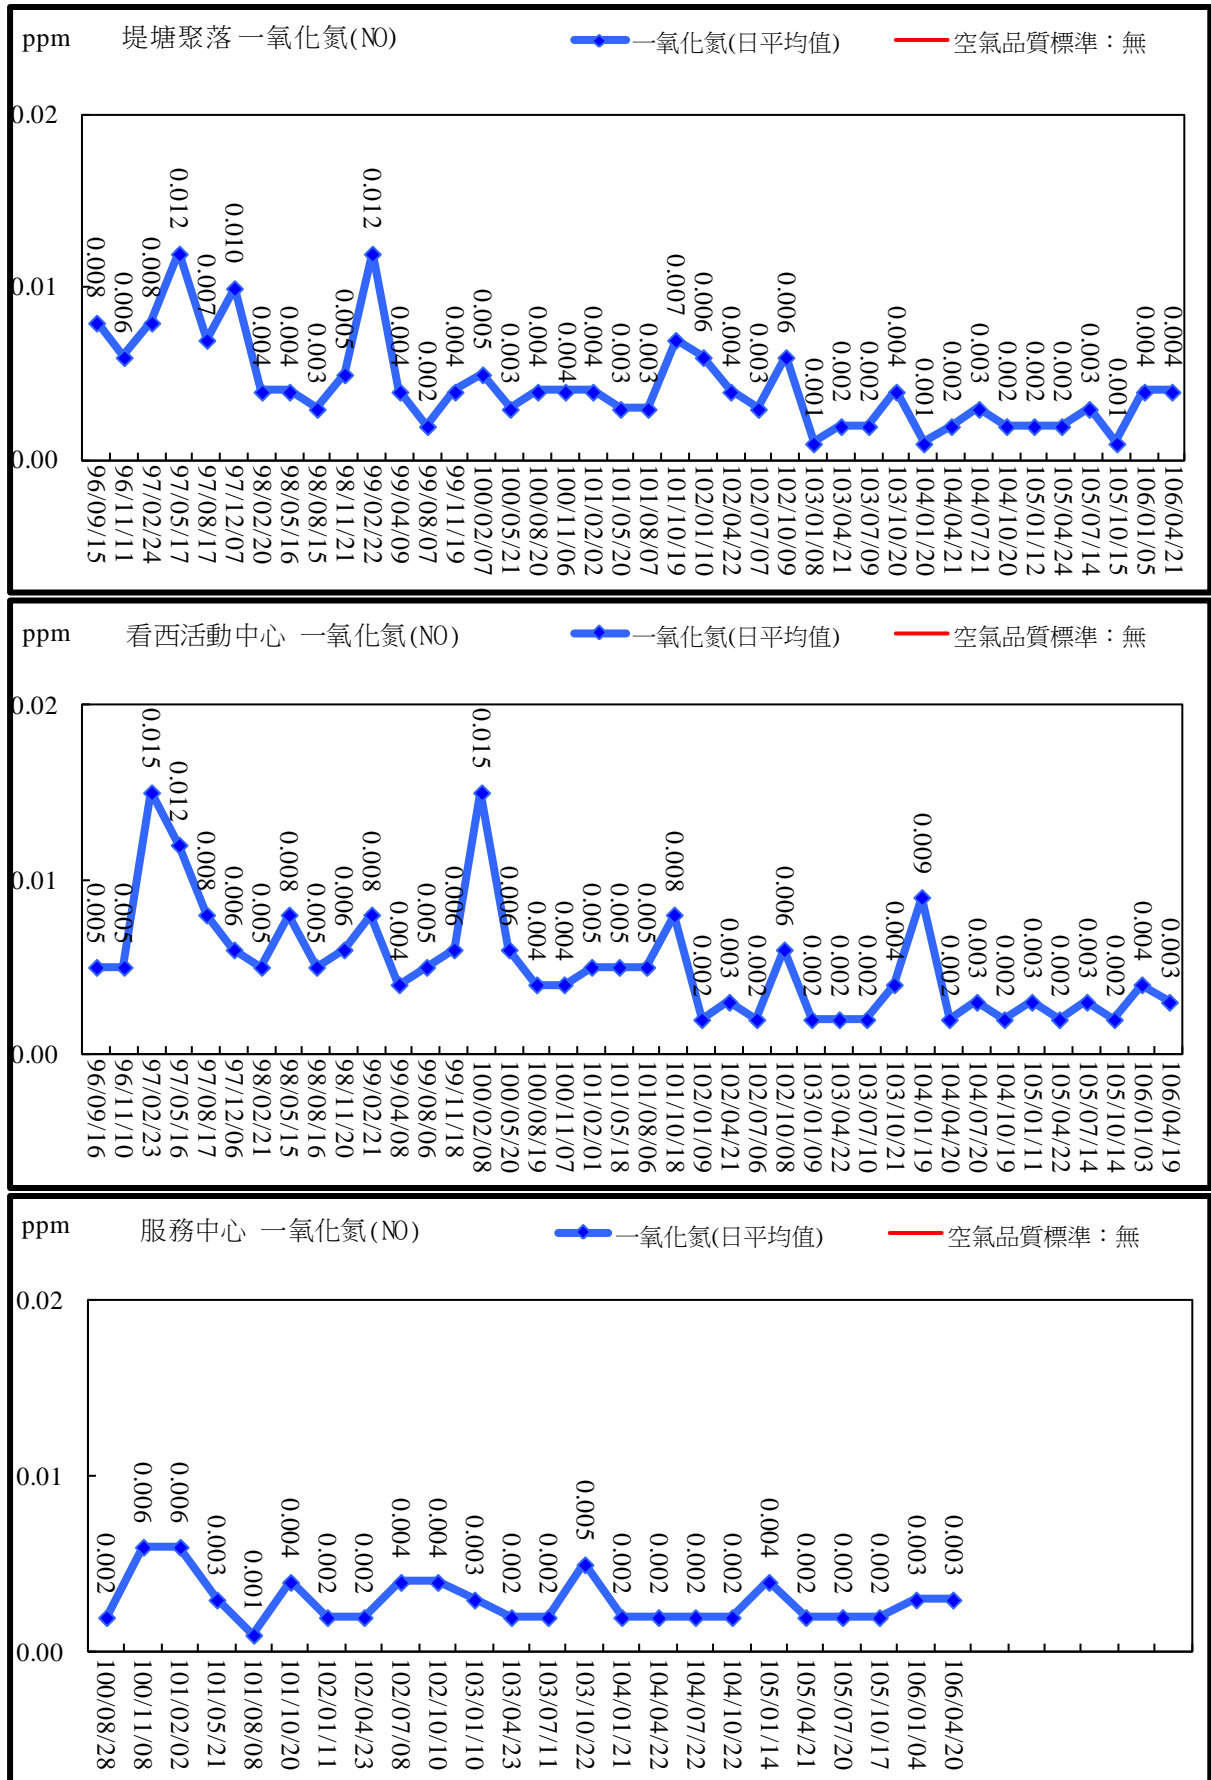 ppm 堤塘聚落 一氧化氮(NO) 一氧化氮(日平均值) 空氣品質標準：無
0.02
0.01
0.00
0.008 0.006 0.008 0.012 0.007 0.010 0.004 0.004 0.003 0.005 0.012 0.004 0.002 0.004 0.005 0.003 0.004 0.004 0.004 0.003 0.003 0.007 0.006 0.004 0.003 0.006 0.001 0.002 0.002 0.004 0.001 0.002 0.003 0.002 0.002 0.002 0.003 0.001 0.004 0.004
96/09/15 96/11/11 97/02/24 97/05/17 97/08/17 97/12/07 98/02/20 98/05/16 98/08/15 98/11/21 99/02/22 99/04/09 99/08/07 99/11/19 100/02/07 100/05/21 100/08/20 100/11/06 101/02/02 101/05/20 101/08/07 101/10/19 102/01/10 102/04/22 102/07/07 102/10/09 103/01/08 103/04/21 103/07/09 103/10/20 104/01/20 104/04/21 104/07/21 104/10/20 105/01/12 105/04/24 105/07/14 105/10/15 106/01/05 106/04/21
ppm 看西活動中心 一氧化氮(NO) 一氧化氮(日平均值) 空氣品質標準：無
0.02
0.01
0.00
0.005 0.005 0.015 0.012 0.008 0.006 0.005 0.008 0.005 0.006 0.008 0.004 0.005 0.006 0.015 0.006 0.004 0.004 0.005 0.005 0.005 0.008 0.002 0.003 0.002 0.006 0.002 0.002 0.002 0.004 0.009 0.002 0.003 0.002 0.003 0.002 0.003 0.002 0.004 0.003
96/09/16 96/11/10 97/02/23 97/05/16 97/08/17 97/12/06 98/02/21 98/05/15 98/08/16 98/11/20 99/02/21 99/04/08 99/08/06 99/11/18 100/02/08 100/05/20 100/08/19 100/11/07 101/02/01 101/05/18 101/08/06 101/10/18 102/01/09 102/04/21 102/07/06 102/10/08 103/01/09 103/04/22 103/07/10 103/10/21 104/01/19 104/04/20 104/07/20 104/10/19 105/01/11 105/04/22 105/07/14 105/10/14 106/01/03 106/04/19
ppm 服務中心 一氧化氮(NO) 一氧化氮(日平均值) 空氣品質標準：無
0.02
0.01
0.00
0.002 0.006 0.006 0.003 0.001 0.004 0.002 0.002 0.004 0.004 0.003 0.002 0.002 0.005 0.002 0.002 0.002 0.002 0.004 0.002 0.002 0.002 0.003 0.003
100/08/28 100/11/08 101/02/02 101/05/21 101/08/08 101/10/20 102/01/11 102/04/23 102/07/08 102/10/10 103/01/10 103/04/23 103/07/11 103/10/22 104/01/21 104/04/22 104/07/22 104/10/22 105/01/14 105/04/21 105/07/20 105/10/17 106/01/04 106/04/20